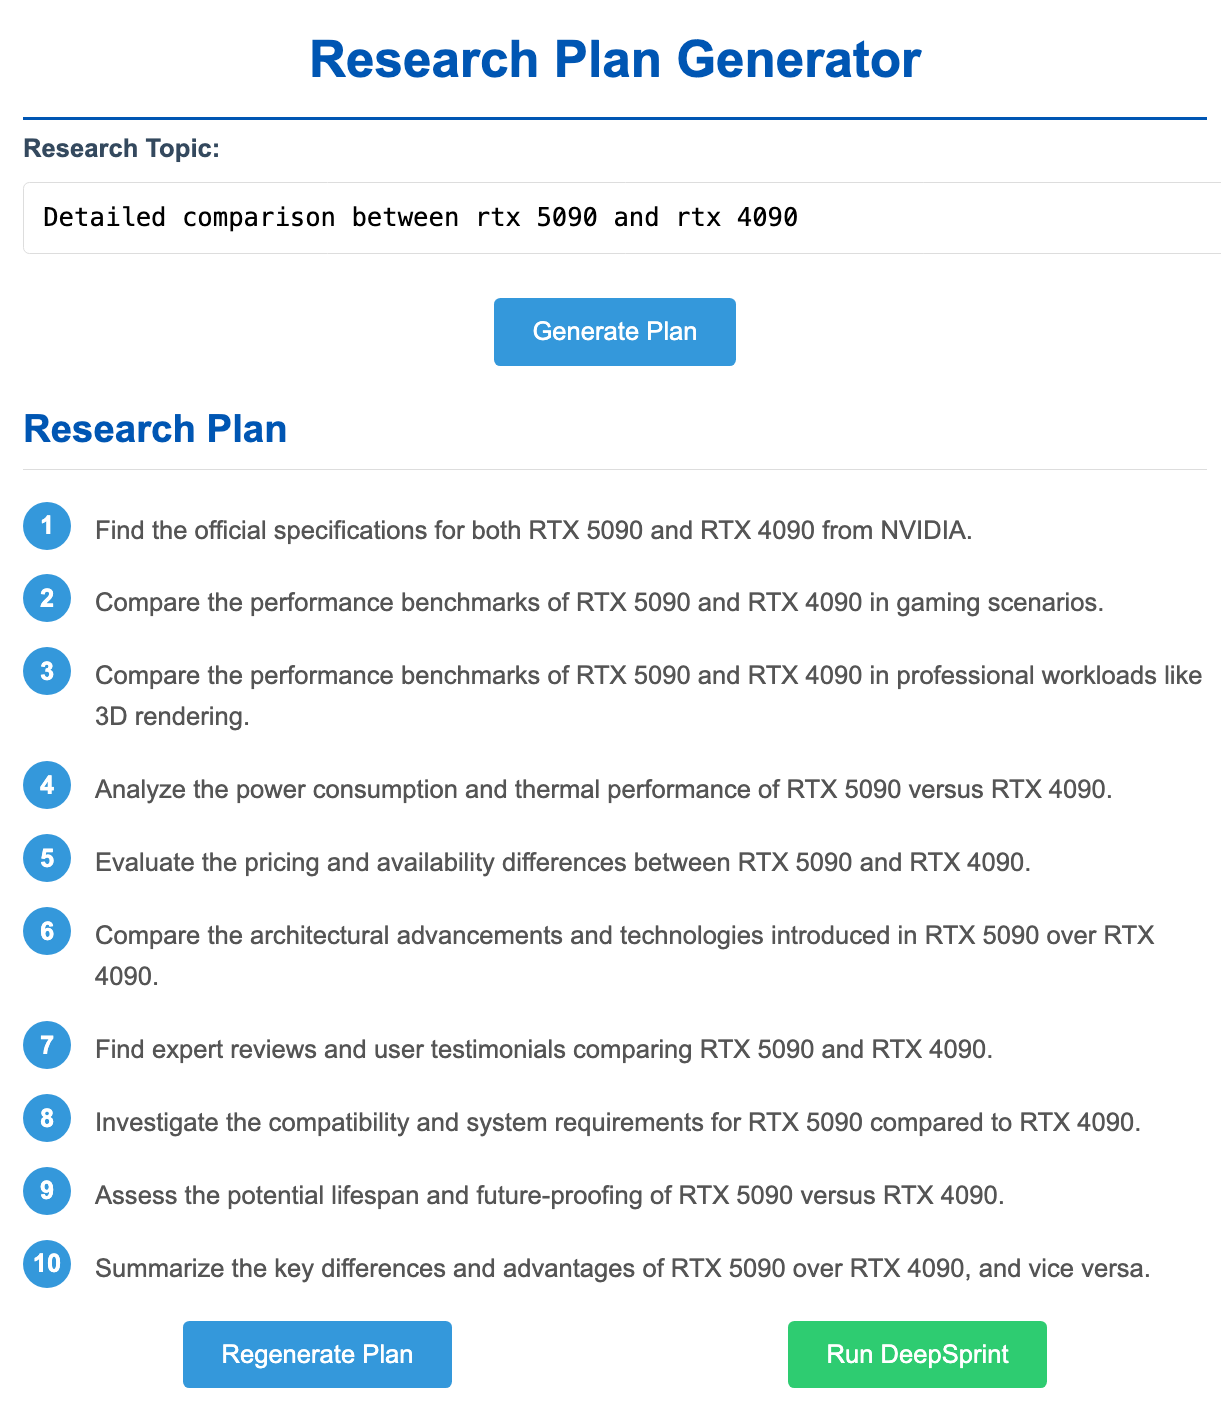 Research Plan Generator
Research Topic:
Detailed comparison between rtx 5090 and rtx 4090
Generate Plan
Research Plan
1 Find the official specifications for both RTX 5090 and RTX 4090 from NVIDIA.
2 Compare the performance benchmarks of RTX 5090 and RTX 4090 in gaming scenarios.
3 Compare the performance benchmarks of RTX 5090 and RTX 4090 in professional workloads like
3D rendering.
4 Analyze the power consumption and thermal performance of RTX 5090 versus RTX 4090.
5 Evaluate the pricing and availability differences between RTX 5090 and RTX 4090.
6 Compare the architectural advancements and technologies introduced in RTX 5090 over RTX
4090.
7 Find expert reviews and user testimonials comparing RTX 5090 and RTX 4090.
8 Investigate the compatibility and system requirements for RTX 5090 compared to RTX 4090.
9 Assess the potential lifespan and future-proofing of RTX 5090 versus RTX 4090.
10 Summarize the key differences and advantages of RTX 5090 over RTX 4090, and vice versa.
Regenerate Plan Run DeepSprint